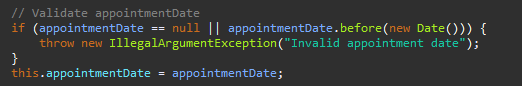 // Validate appointmentDate
if (appointmentDate == null || appointmentDate.before(new Date())) {
    throw new IllegalArgumentException("Invalid appointment date");
}
this.appointmentDate = appointmentDate;